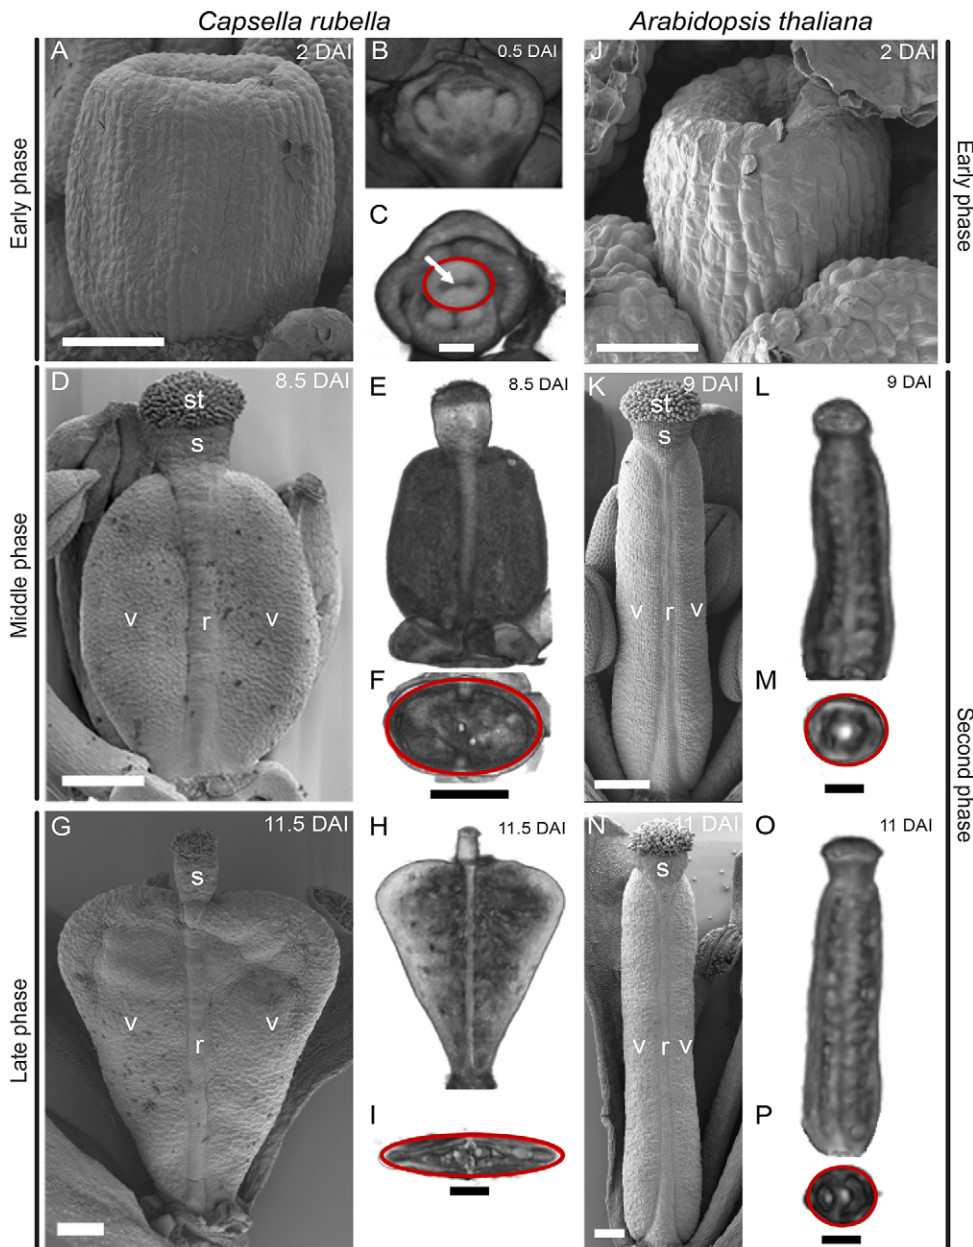 Capsella rubella
Arabidopsis thaliana
A
2 DAI
B
0.5 DAI
J
2 DAI
Early phase
Early phase
C
D
8.5 DAI
st
s
v
r
v
E
8.5 DAI
K
9 DAI
st
s
v
r
v
L
9 DAI
Middle phase
F
M
Second phase
G
11.5 DAI
s
v
r
v
H
11.5 DAI
N
11 DAI
s
v
r
v
O
11 DAI
Late phase
I
P